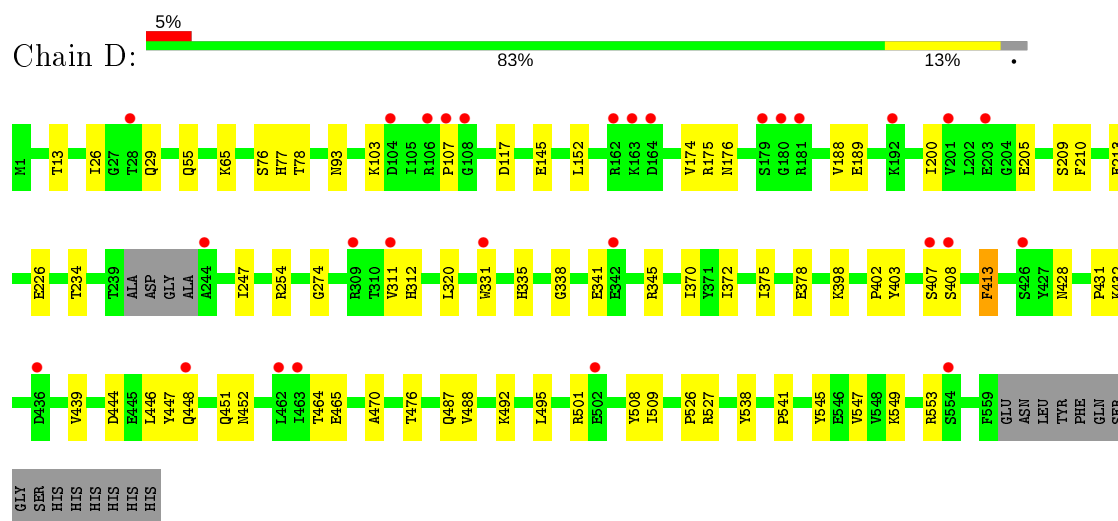 5%
Chain D:
83% 13% •
M1 T13 I26 G27 T28 Q29 Q55 K65 S76 H77 T78 N93 K103 D104 I105 R106 P107 G108 D117 E145 L152 R162 K163 D164 V174 R175 N176 S179 G180 R181 V188 E189 K192 I200 V201 L202 E203 G204 E205 S209 F210
E226 T234 T239 ALA ASP GLY ALA A244 I247 R254 G274 R309 T310 V311 H312 L320 W331 H335 G338 E341 E342 R345 I370 Y371 I372 I375 E378 K398 P402 Y403 S407 S408 F413 S426 Y427 N428 P431 K432
D436 V439 D444 E445 L446 Y447 Q448 Q451 N452 L462 I463 T464 E465 A470 T476 Q487 V488 K492 L495 R501 E502 Y508 I509 P526 R527 Y538 P541 Y545 E546 V547 V548 K549 R553 S554 F559 GLU ASN LEU TYR PHE GLN SER
GLY SER HIS HIS HIS HIS HIS HIS